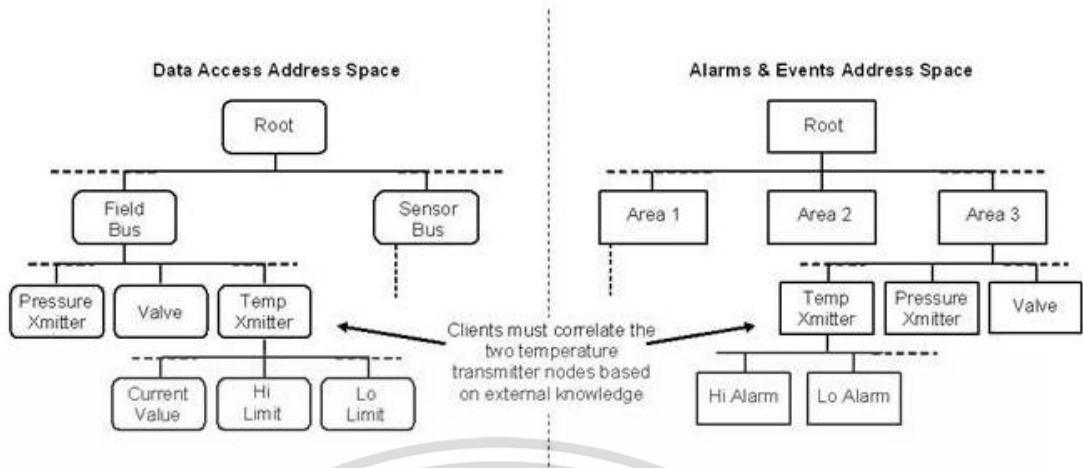 Data Access Address Space
Root
Field
Bus
Sensor
Bus
Pressure
Xmitter
Valve
Temp
Xmitter
Current
Value
Hi
Limit
Lo
Limit
Clients must correlate the
two temperature
transmitter nodes based
on external knowledge
Alarms & Events Address Space
Root
Area 1
Area 2
Area 3
Temp
Xmitter
Pressure
Xmitter
Valve
Hi Alarm
Lo Alarm